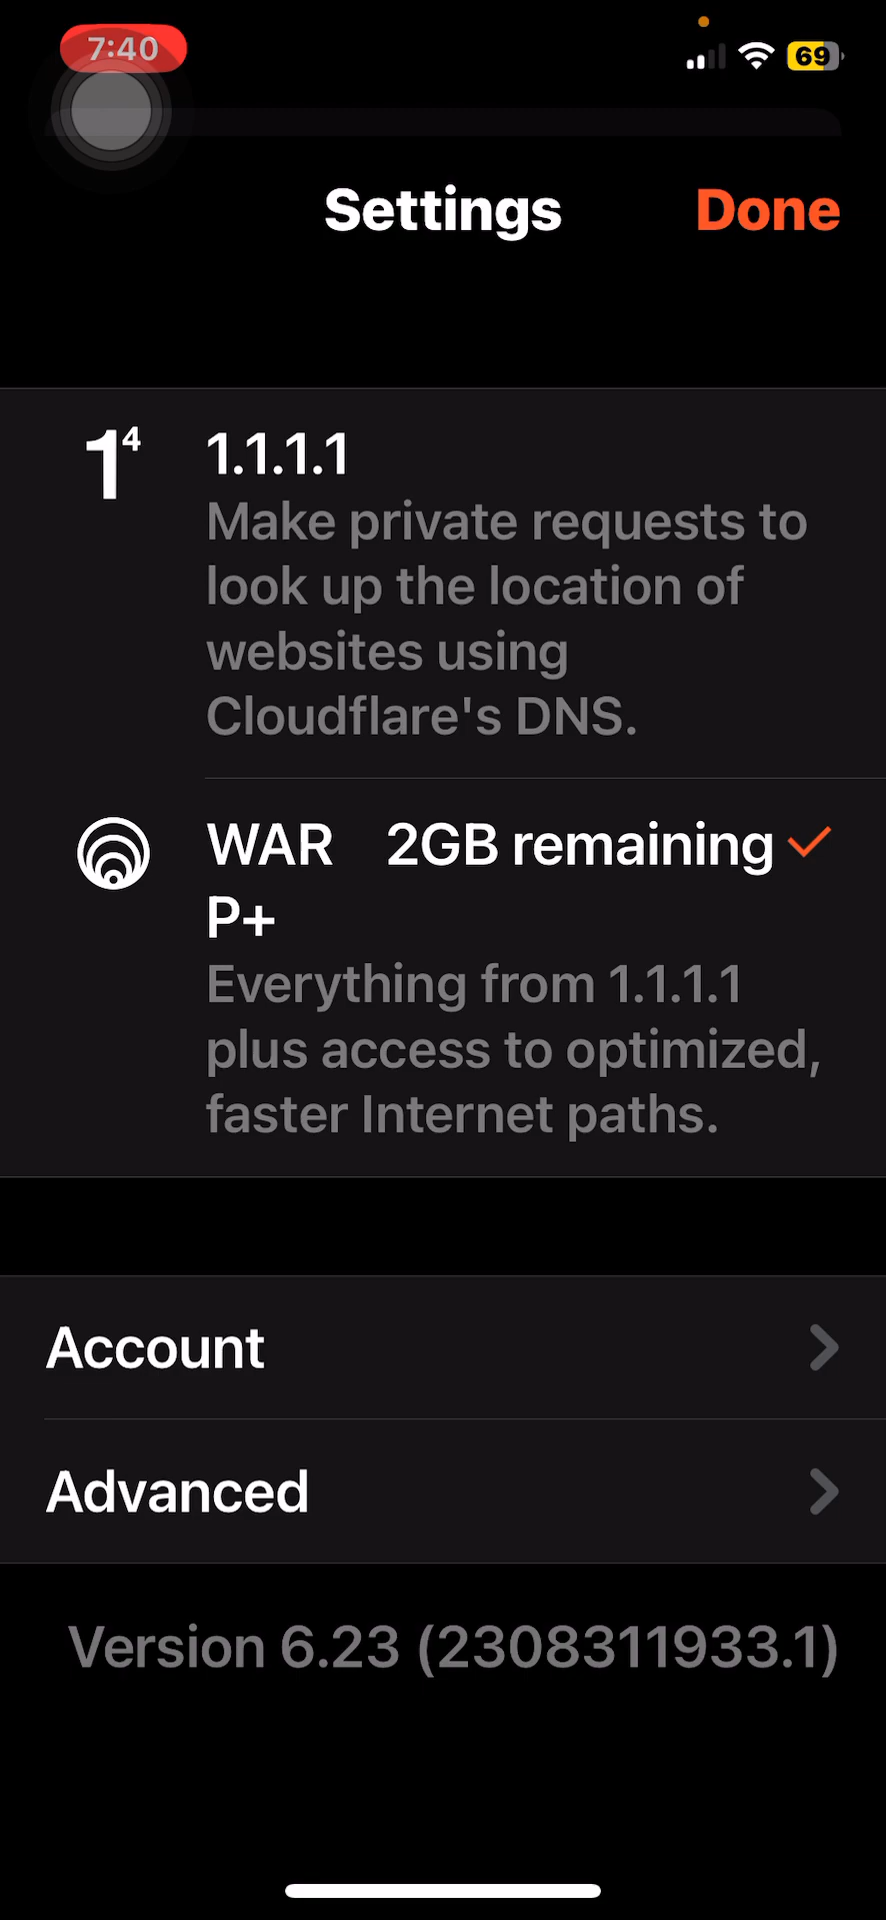 7:40
69
Settings
Done
1⁴
1.1.1.1
Make private requests to
look up the location of
websites using
Cloudflare's DNS.
WAR 2GB remaining
P+
Everything from 1.1.1.1
plus access to optimized,
faster Internet paths.
Account
Advanced
Version 6.23 (2308311933.1)